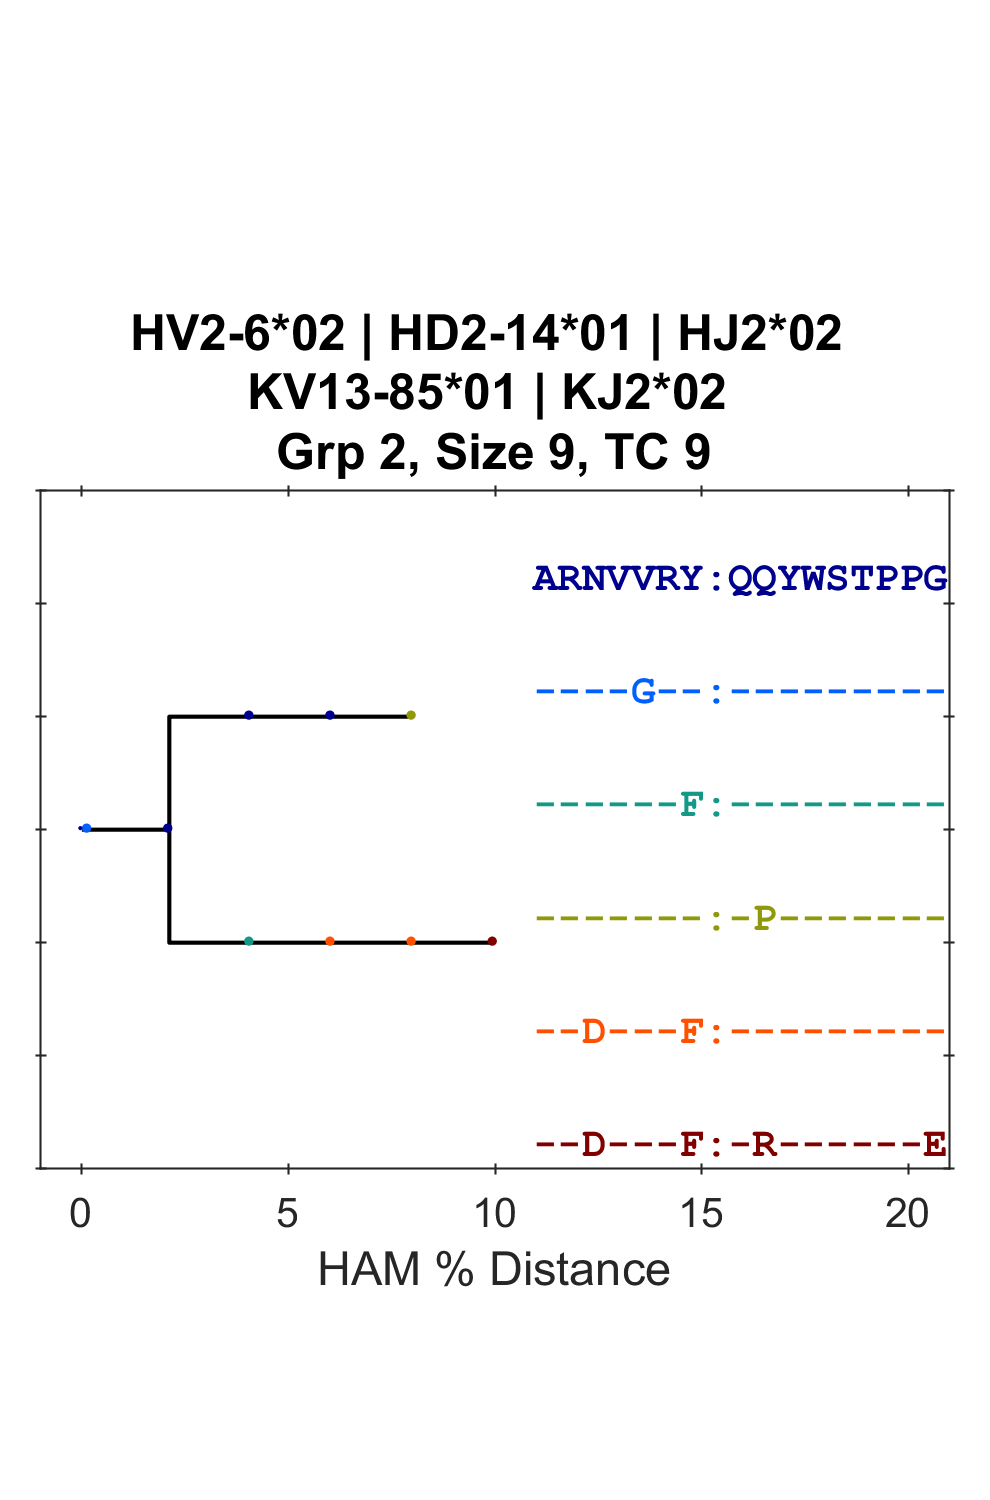 HV2-6*02 | HD2-14*01 | HJ2*02
KV13-85*01 | KJ2*02
Grp 2, Size 9, TC 9
ARNVVRY:QQYWSTPPG
----G--:---------
------F:---------
-------:-P-------
--D---F:---------
--D---F:-R------E
0 5 10 15 20
HAM % Distance